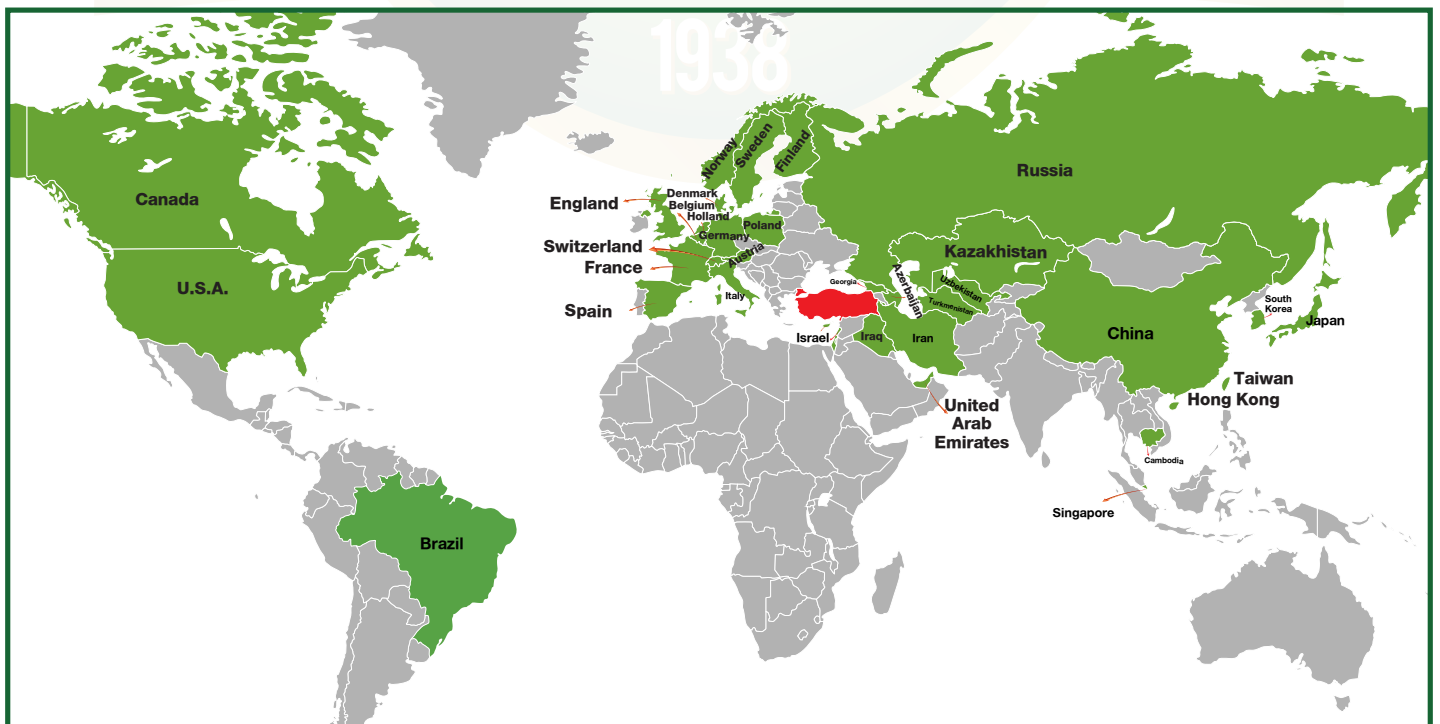 1938
Norway
Sweden
Finland
Russia
Canada
England
Denmark
Belgium
Holland
Poland
Germany
Switzerland
Austria
France
Kazakhstan
U.S.A.
Georgia
Azerbaijan
Uzbekistan
Turkmenistan
Italy
Spain
South
Korea
Japan
China
Israel
Iraq
Iran
Taiwan
Hong Kong
United
Arab
Emirates
Cambodia
Singapore
Brazil